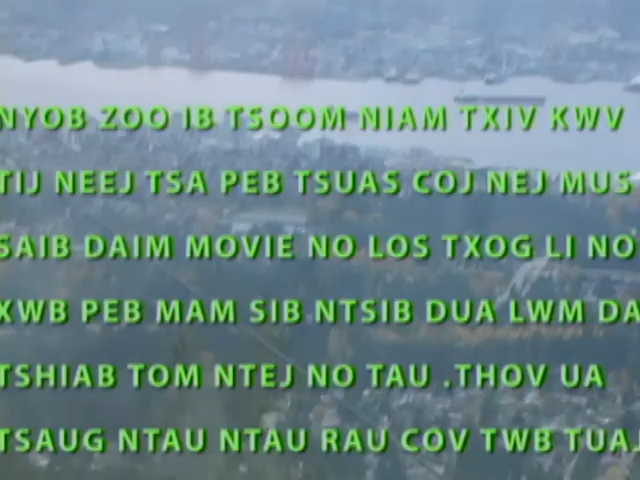 NYOB ZOO IB TSOOM NIAM TXIV KWV
TIJ NEEJ TSA PEB TSUAS COJ NEJ MUS
SAIB DAIM MOVIE NO LOS TXOG LI NO
XWB PEB MAM SIB NTSIB DUA LWM DA
TSHIAB TOM NTEJ NO TAU .THOV UA
TSAUG NTAU NTAU RAU COV TWB TUAJ